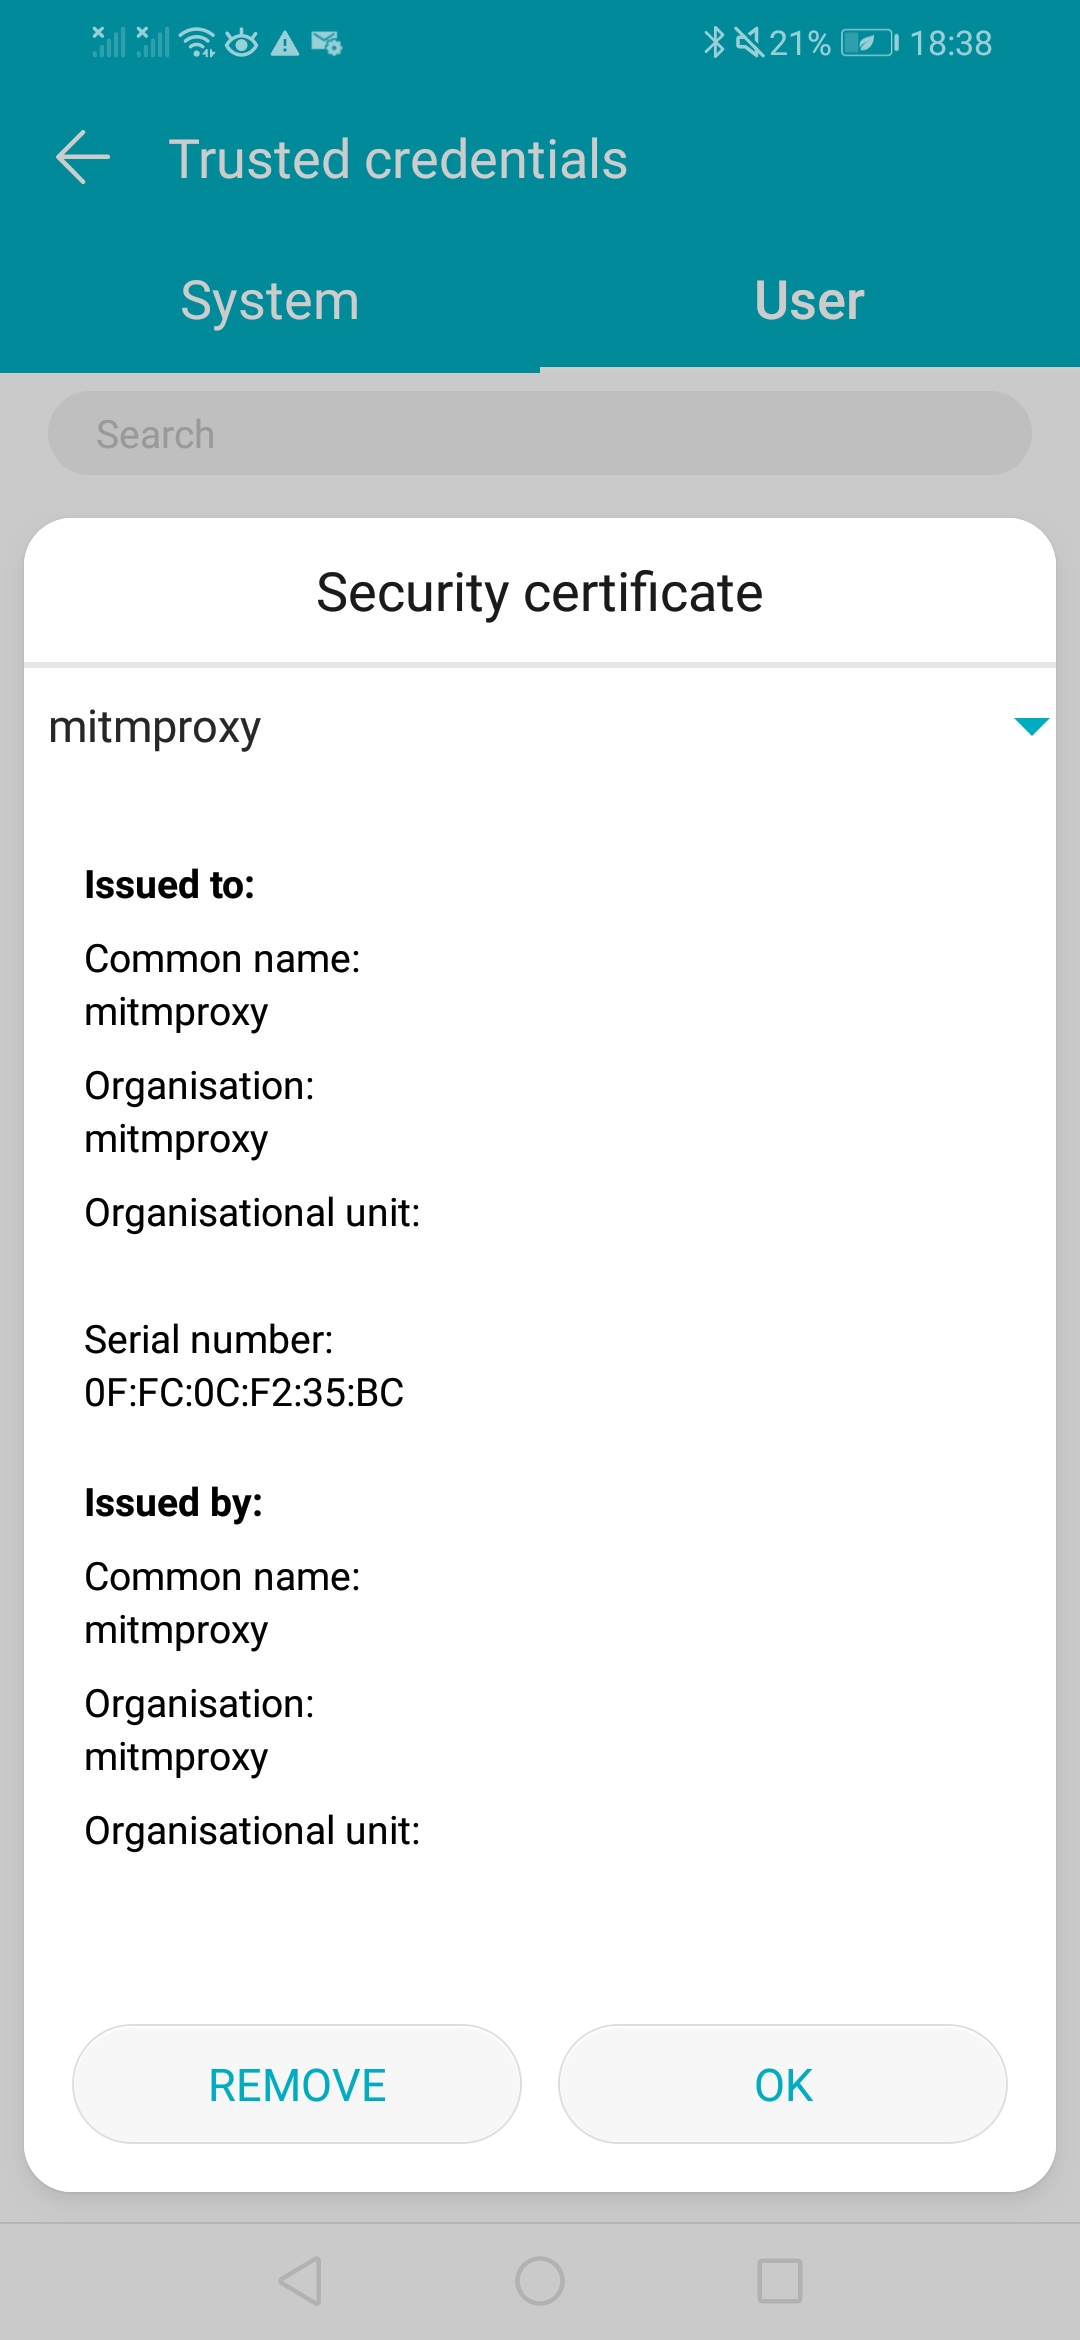 21% 18:38
Trusted credentials
System User
Search
Security certificate
mitmproxy
Issued to:
Common name:
mitmproxy
Organisation:
mitmproxy
Organisational unit:
Serial number:
0F:FC:0C:F2:35:BC
Issued by:
Common name:
mitmproxy
Organisation:
mitmproxy
Organisational unit:
REMOVE OK